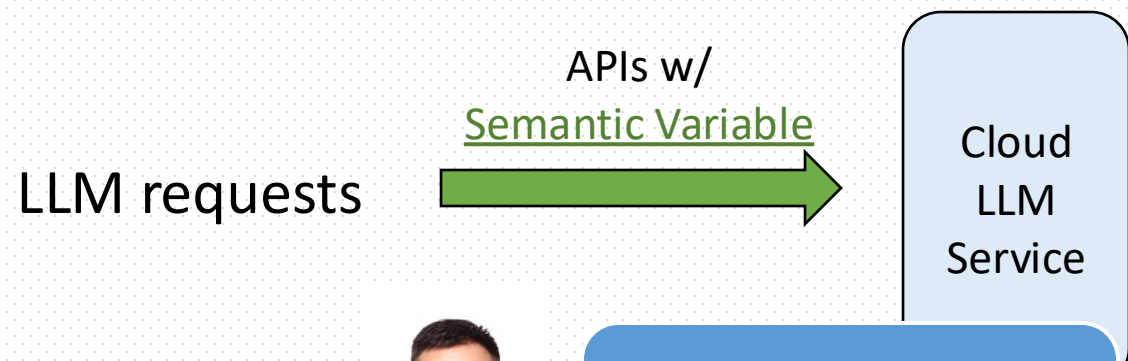 APIs w/
Semantic Variable
LLM requests
Cloud
LLM
Service